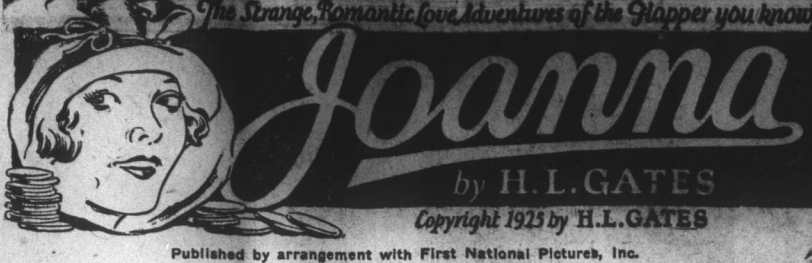 The Strange, Romantic Love Adventures of the Flapper you know
Joanna
by H. L. GATES
Copyright 1925 by H.L.GATES
Published by arrangement with First National Pictures, Inc.